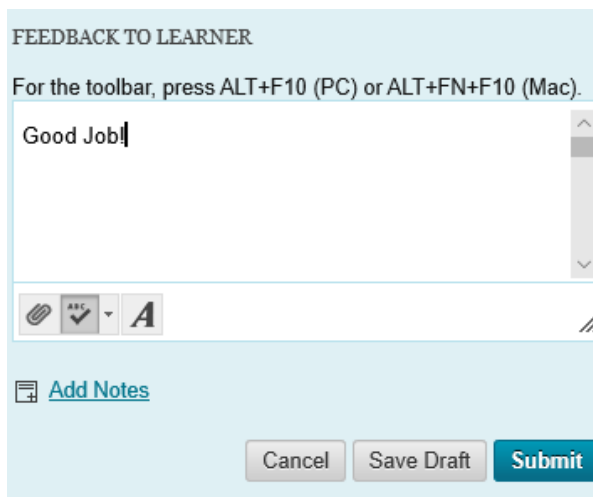 FEEDBACK TO LEARNER
For the toolbar, press ALT+F10 (PC) or ALT+FN+F10 (Mac).
Good Job!
ABC
A
Add Notes
Cancel Save Draft Submit